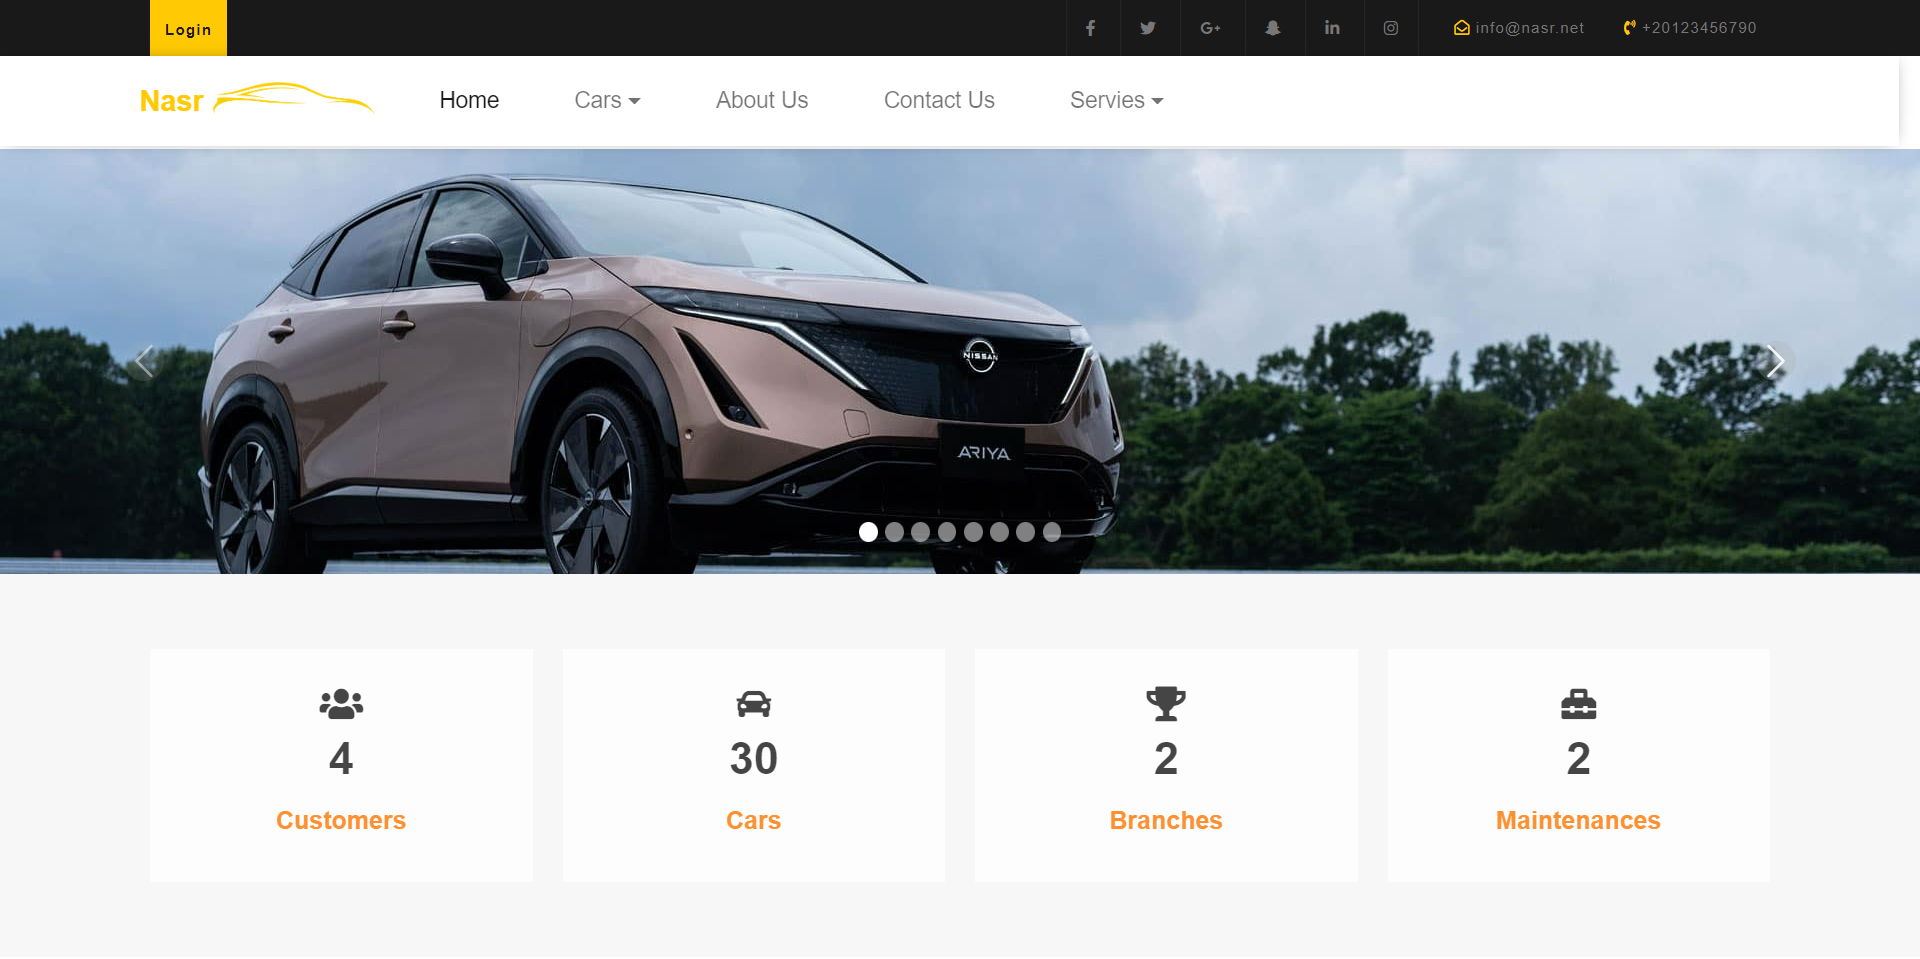 Login
info@nasr.net
+20123456790
Nasr
Home
Cars
About Us
Contact Us
Servies
NISSAN
ARIYA
4
Customers
30
Cars
2
Branches
2
Maintenances